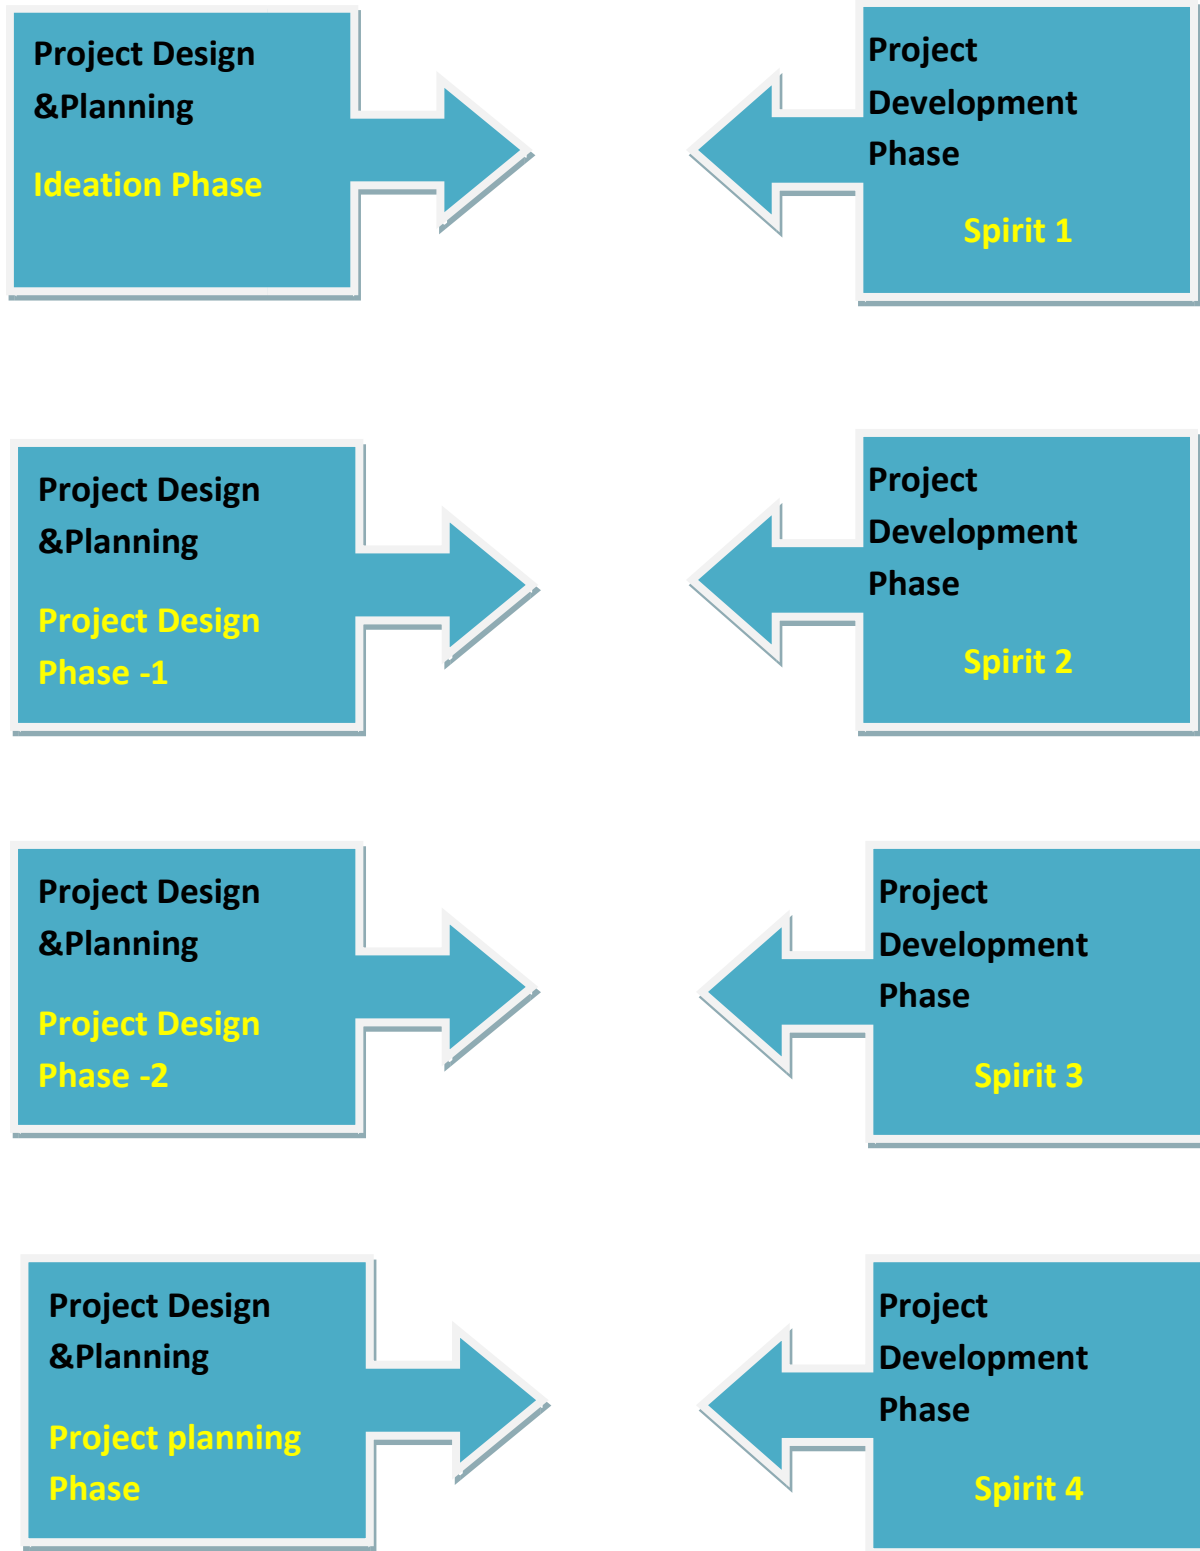 Project Design
&Planning
Ideation Phase
Project
Development
Phase
Spirit 1
Project Design
&Planning
Project Design
Phase -1
Project
Development
Phase
Spirit 2
Project Design
&Planning
Project Design
Phase -2
Project
Development
Phase
Spirit 3
Project Design
&Planning
Project planning
Phase
Project
Development
Phase
Spirit 4